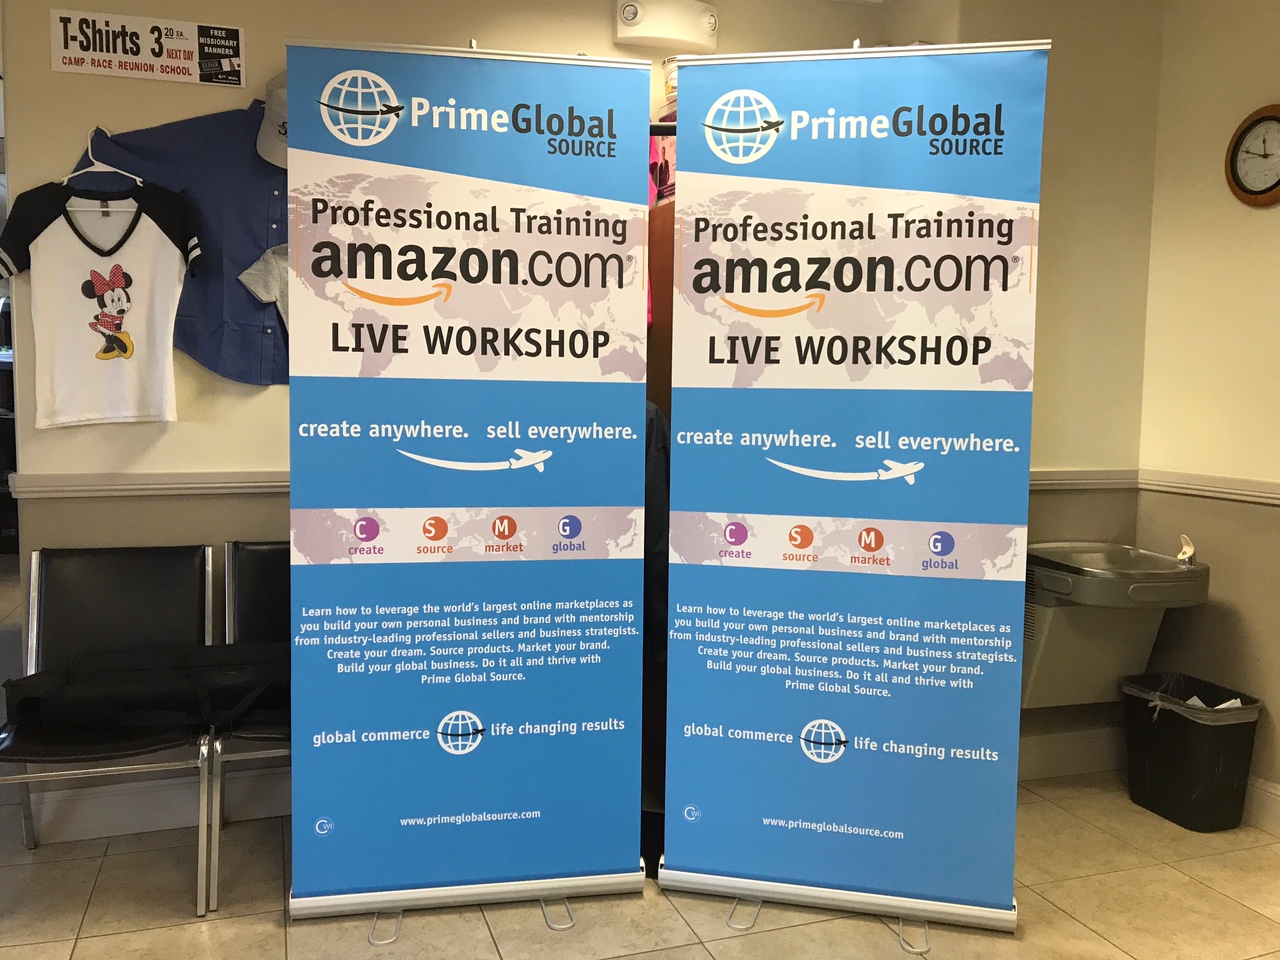 T-Shirts 3 20 EA
NEXT DAY
CAMP - RACE - REUNION - SCHOOL
FREE
MISSIONARY
BANNERS
PrimeGlobal
SOURCE
Professional Training
amazon.com®
LIVE WORKSHOP
create anywhere. sell everywhere.
C S M G
create source market global
Learn how to leverage the world's largest online marketplaces as
you build your own personal business and brand with mentorship
from industry-leading professional sellers and business strategists.
Create your dream. Source products. Market your brand.
Build your global business. Do it all and thrive with
Prime Global Source.
global commerce life changing results
www.primeglobalsource.com
PrimeGlobal
SOURCE
Professional Training
amazon.com®
LIVE WORKSHOP
create anywhere. sell everywhere.
C S M G
create source market global
Learn how to leverage the world's largest online marketplaces as
you build your own personal business and brand with mentorship
from industry-leading professional sellers and business strategists.
Create your dream. Source products. Market your brand.
Build your global business. Do it all and thrive with
Prime Global Source.
global commerce life changing results
www.primeglobalsource.com